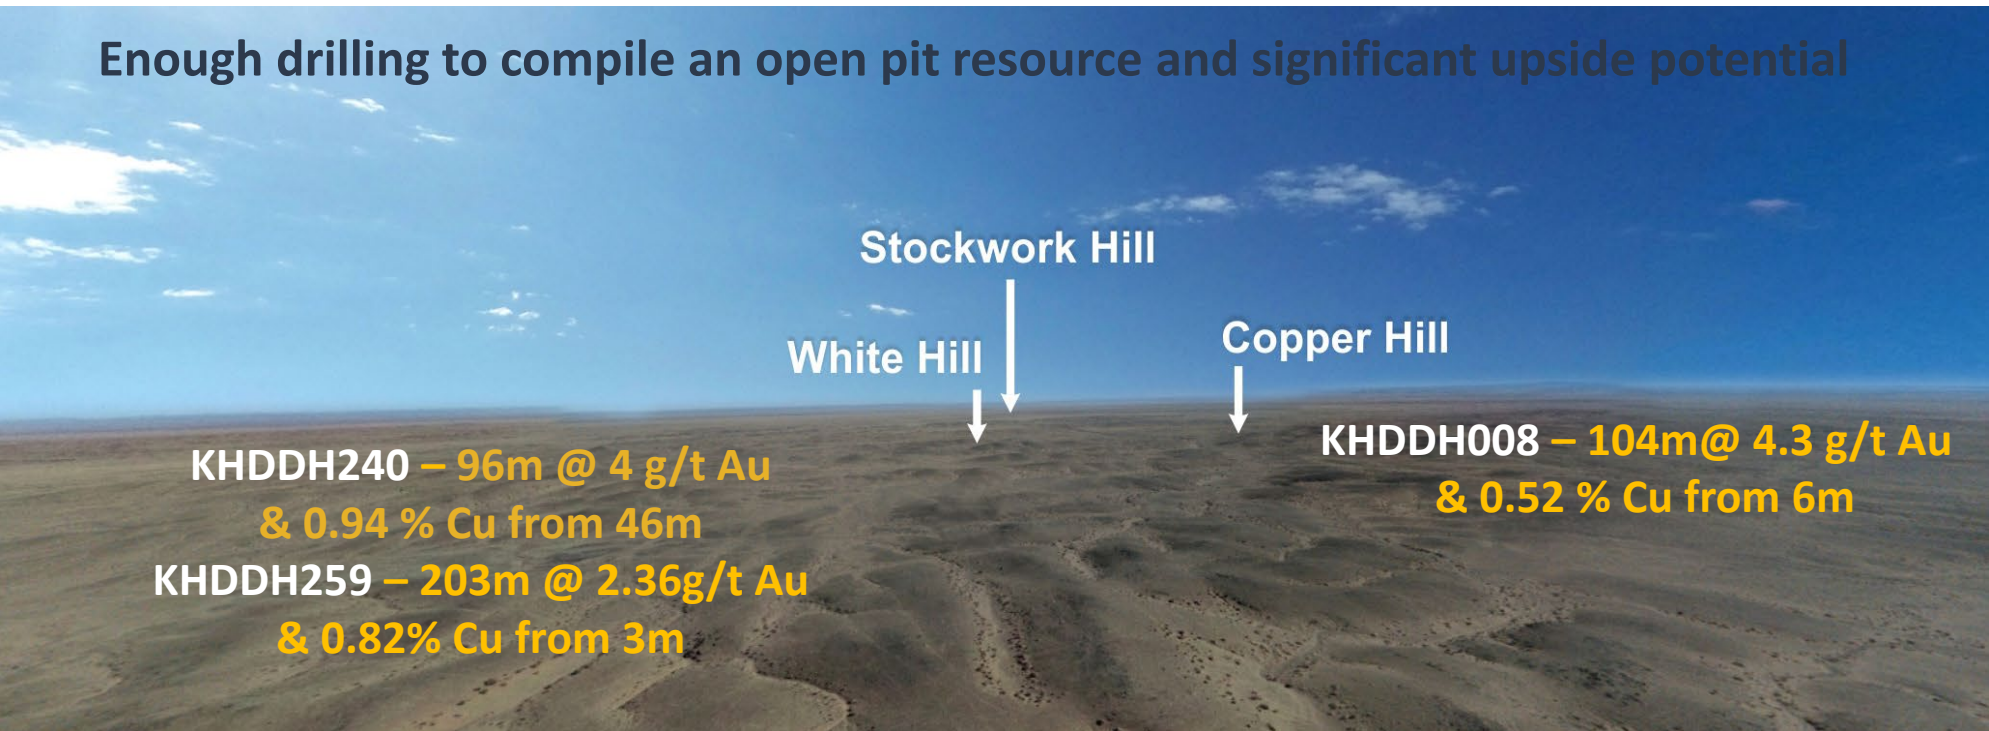 Enough drilling to compile an open pit resource and significant upside potential
Stockwork Hill
White Hill
Copper Hill
KHDDH240 – 96m @ 4 g/t Au
& 0.94 % Cu from 46m
KHDDH259 – 203m @ 2.36g/t Au
& 0.82% Cu from 3m
KHDDH008 – 104m@ 4.3 g/t Au
& 0.52 % Cu from 6m